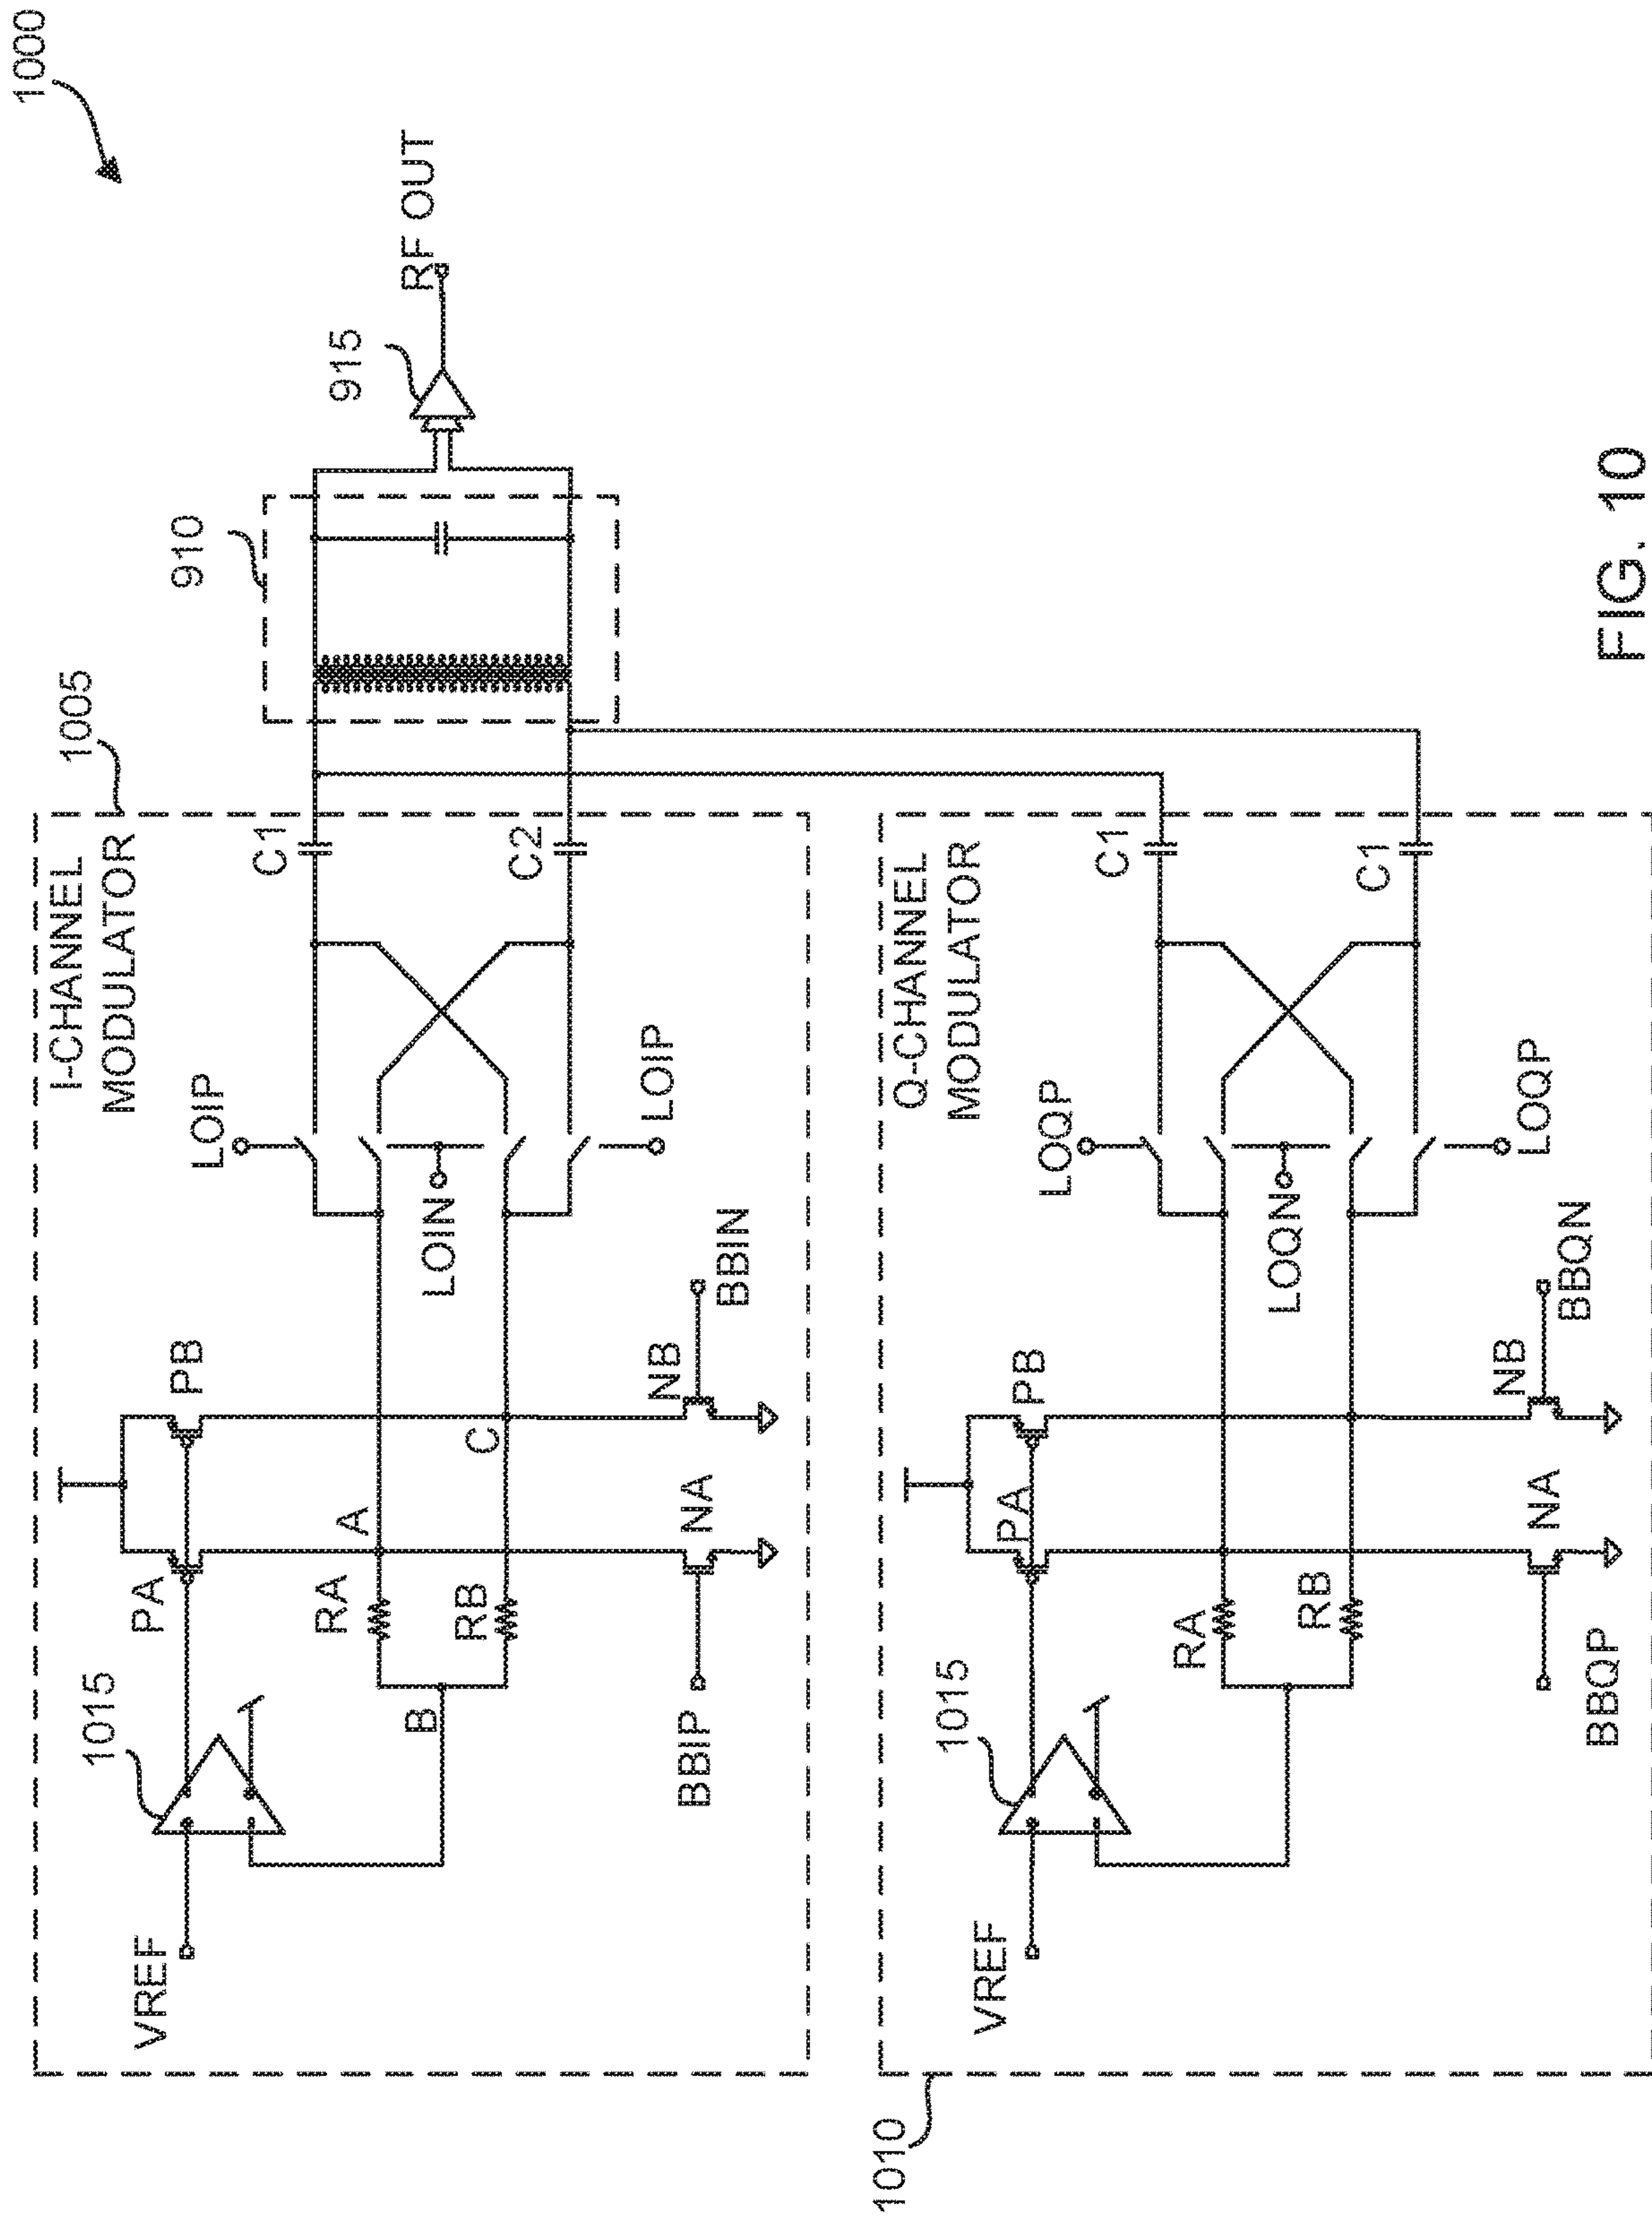 1000
I-CHANNEL
MODULATOR
1005
910
915
RF OUT
VREF
1015
PA
PB
RA
A
LOIP
C1
B
RB
C
LOIN
C2
BBIP
NA
NB
BBIN
LOIP
1010
Q-CHANNEL
MODULATOR
VREF
1015
PA
PB
RA
LOQP
C1
RB
LOQN
C1
BBQP
NA
NB
BBQN
LOQP
FIG. 10